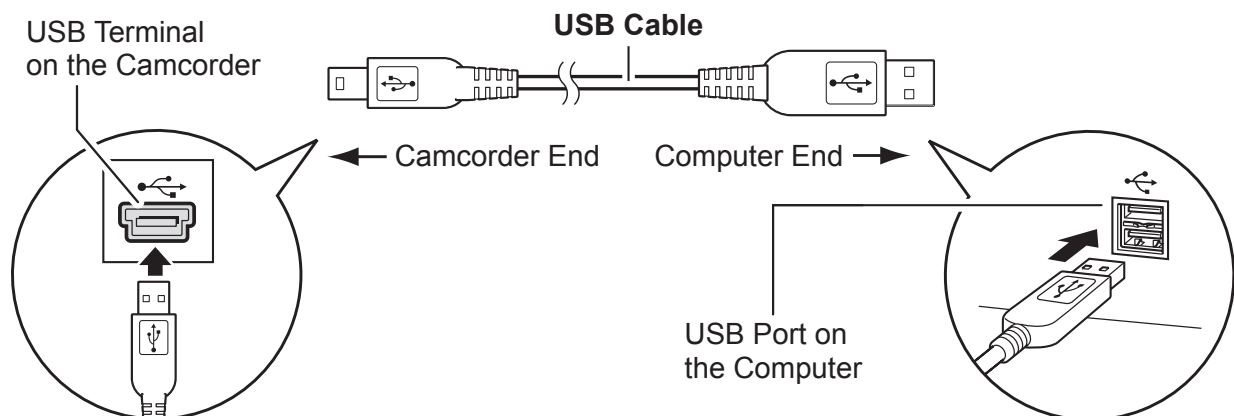 USB Terminal
on the Camcorder
USB Cable
Camcorder End
Computer End
USB Port on
the Computer